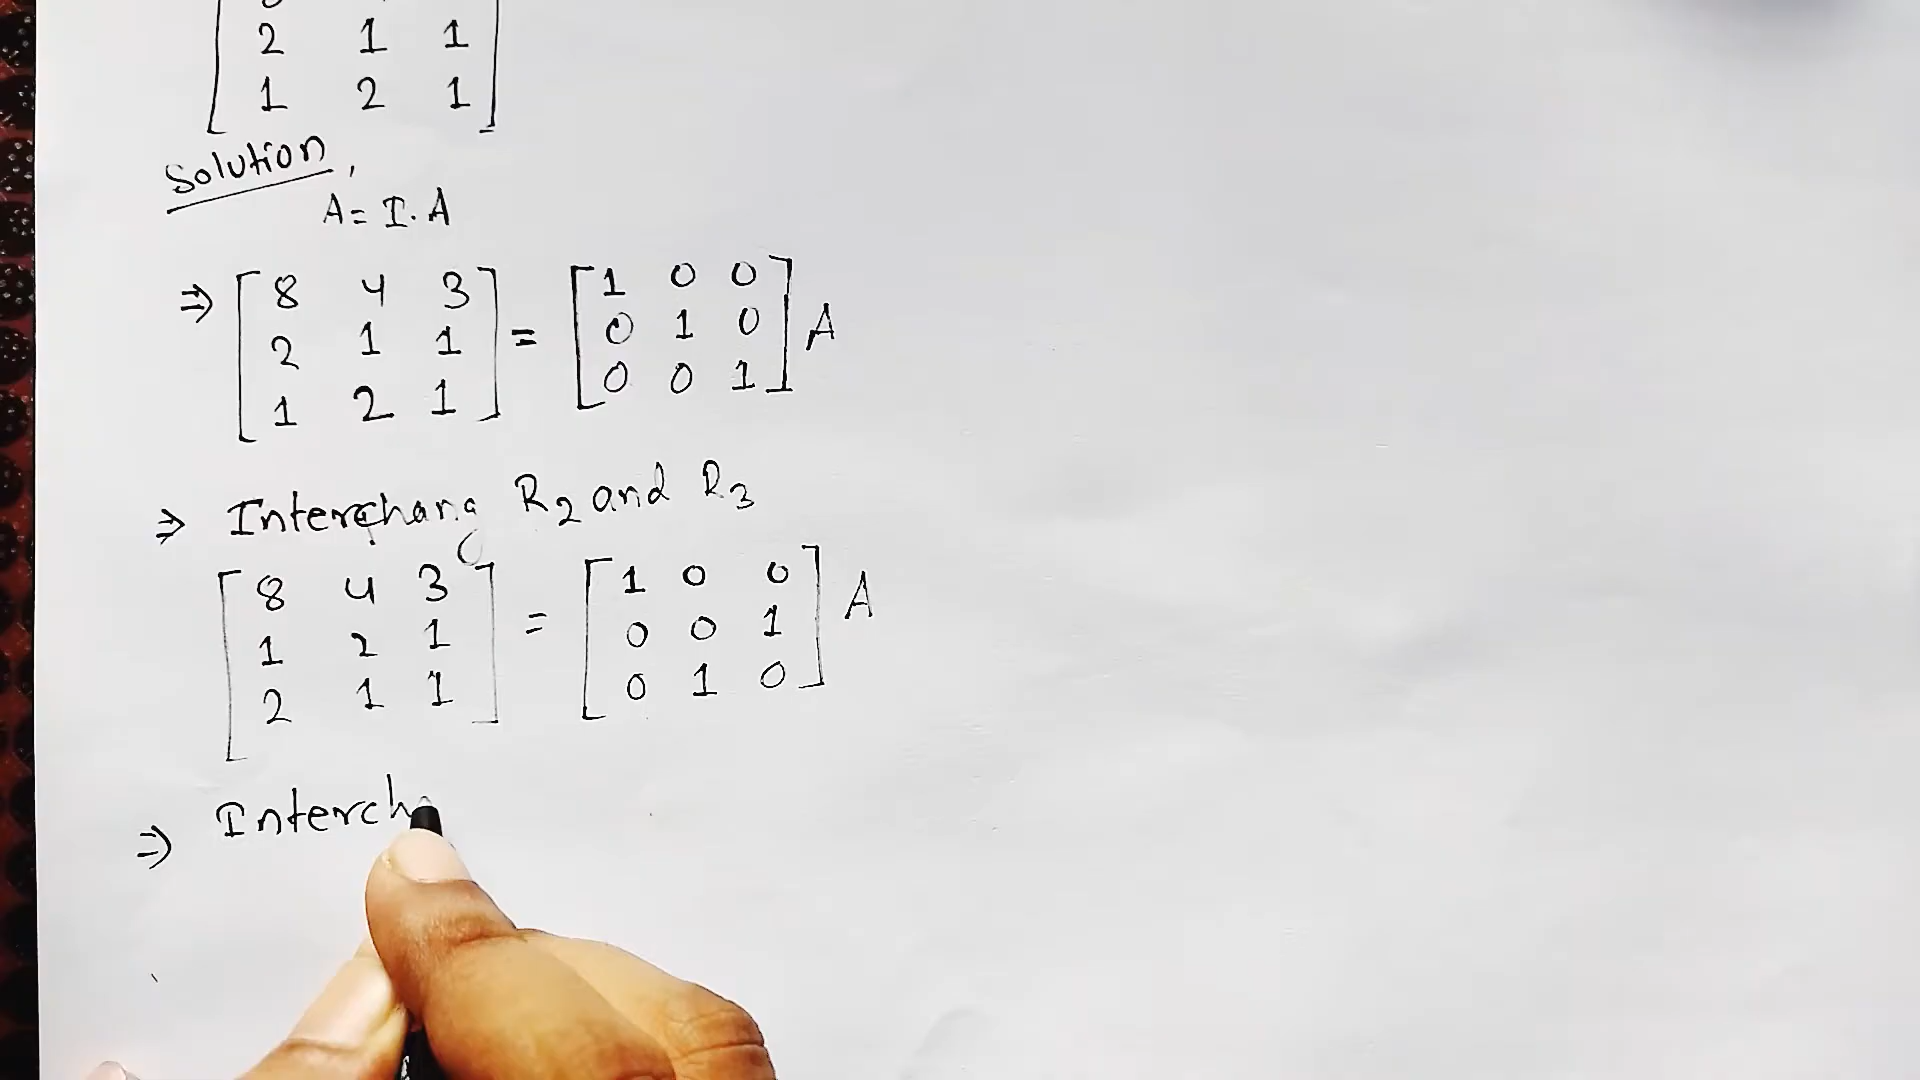 2 1 1
1 2 1
Solution,
A = I. A
⇒ [8 4 3] = [1 0 0] A
[2 1 1] [0 1 0]
[1 2 1] [0 0 1]
⇒ Interchang R2 and R3
[8 4 3] = [1 0 0] A
[1 2 1] [0 0 1]
[2 1 1] [0 1 0]
⇒ Interch